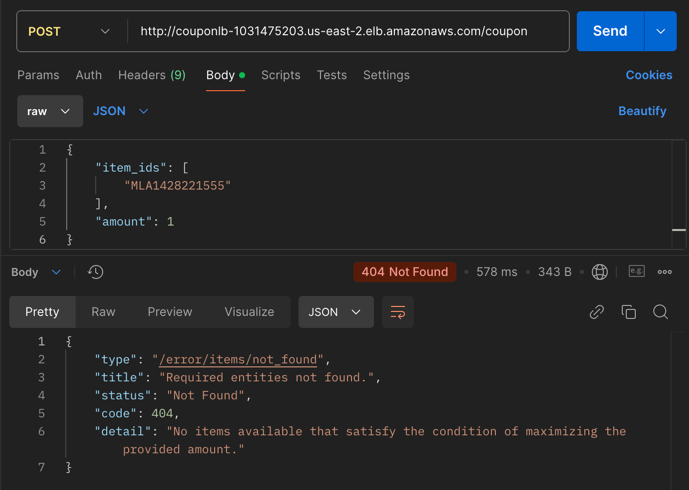 POST http://couponlb-1031475203.us-east-2.elb.amazonaws.com/coupon Send
Params Auth Headers (9) Body Scripts Tests Settings Cookies
raw JSON Beautify
1 {
2 "item_ids": [
3 "MLA1428221555"
4 ],
5 "amount": 1
6 }
Body 404 Not Found 578 ms 343 B e.g.
Pretty Raw Preview Visualize JSON
1 {
2 "type": "/error/items/not_found",
3 "title": "Required entities not found.",
4 "status": "Not Found",
5 "code": 404,
6 "detail": "No items available that satisfy the condition of maximizing the
provided amount."
7 }